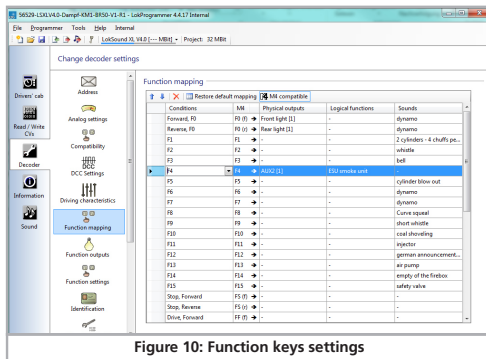 56529-LSXLV4.0-Dampf-KM1-BR50-V1-R1 - LokProgrammer 4.4.17 Internal
File Programmer Tools Help Internal
LokSound XL V4.0 [--- MBit] Project: 32 MBit
Change decoder settings
Drivers' cab
Read / Write CVs
Decoder
Information
Sound
Address
Analog settings
Compatibility
DCC Settings
Driving characteristics
Function mapping
Function outputs
Function settings
Identification
Function mapping
Restore default mapping M4 compatible
Conditions M4 Physical outputs Logical functions Sounds
Forward, F0 F0 (f) → Front light [1] - dynamo
Reverse, F0 F0 (r) → Rear light [1] - dynamo
F1 F1 → - - 2 cylinders - 4 chuffs pe...
F2 F2 → - - whistle
F3 F3 → - - bell
F4 F4 → AUX2 [1] ESU smoke unit -
F5 F5 → - - cylinder blow out
F6 F6 → - - dynamo
F7 F7 → - - dynamo
F8 F8 → - - Curve squeal
F9 F9 → - - short whistle
F10 F10 → - - coal shoveling
F11 F11 → - - injector
F12 F12 → - - german announcement...
F13 F13 → - - air pump
F14 F14 → - - empty of the firebox
F15 F15 → - - safety valve
Stop, Forward FS (f) → - - -
Stop, Reverse FS (r) → - - -
Drive, Forward FF (f) → - - -
Figure 10: Function keys settings